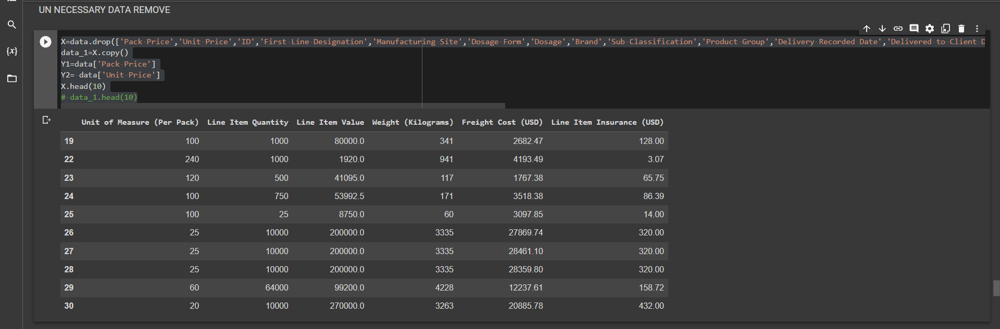 UN NECESSARY DATA REMOVE
X=data.drop(['Pack Price','Unit Price','ID','First Line Designation','Manufacturing Site','Dosage Form','Dosage','Brand','Sub Classification','Product Group','Delivery Recorded Date','Delivered to Client D
data_1=X.copy()
{x}
Y1=data['Pack Price']
Y2= data['Unit Price']
X.head(10)
# data_1.head(10)
Unit of Measure (Per Pack) Line Item Quantity Line Item Value Weight (Kilograms) Freight Cost (USD) Line Item Insurance (USD)
19 100 1000 80000.0 341 2682.47 128.00
22 240 1000 1920.0 941 4193.49 3.07
23 120 500 41095.0 117 1767.38 65.75
24 100 750 53992.5 171 3518.38 86.39
25 100 25 8750.0 60 3097.85 14.00
26 25 10000 200000.0 3335 27869.74 320.00
27 25 10000 200000.0 3335 28461.10 320.00
28 25 10000 200000.0 3335 28359.80 320.00
29 60 64000 99200.0 4228 12237.61 158.72
30 20 10000 270000.0 3263 20885.78 432.00